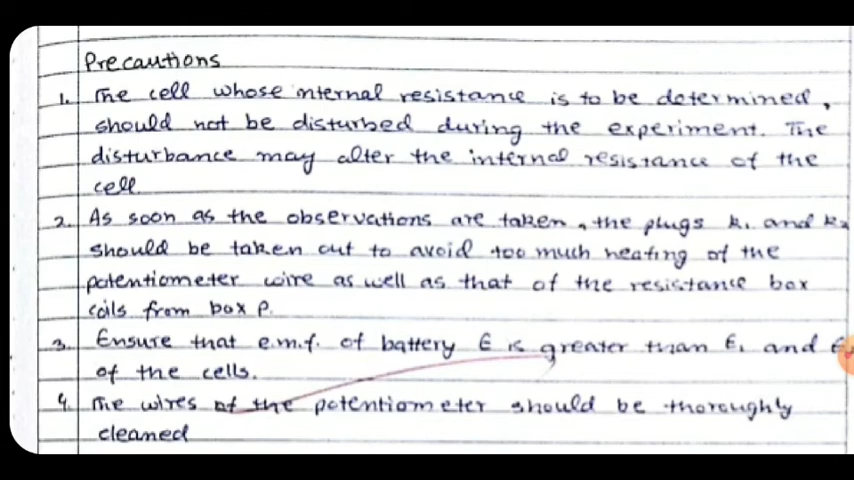 Precautions
1. The cell whose internal resistance is to be determined,
should not be disturbed during the experiment. The
disturbance may alter the internal resistance of the
cell.
2. As soon as the observations are taken, the plugs K1 and K2
should be taken out to avoid too much heating of the
potentiometer wire as well as that of the resistance box
coils from box P.
3. Ensure that e.m.f. of battery E is greater than E1 and
of the cells.
4. The wires of the potentiometer should be thoroughly
cleaned